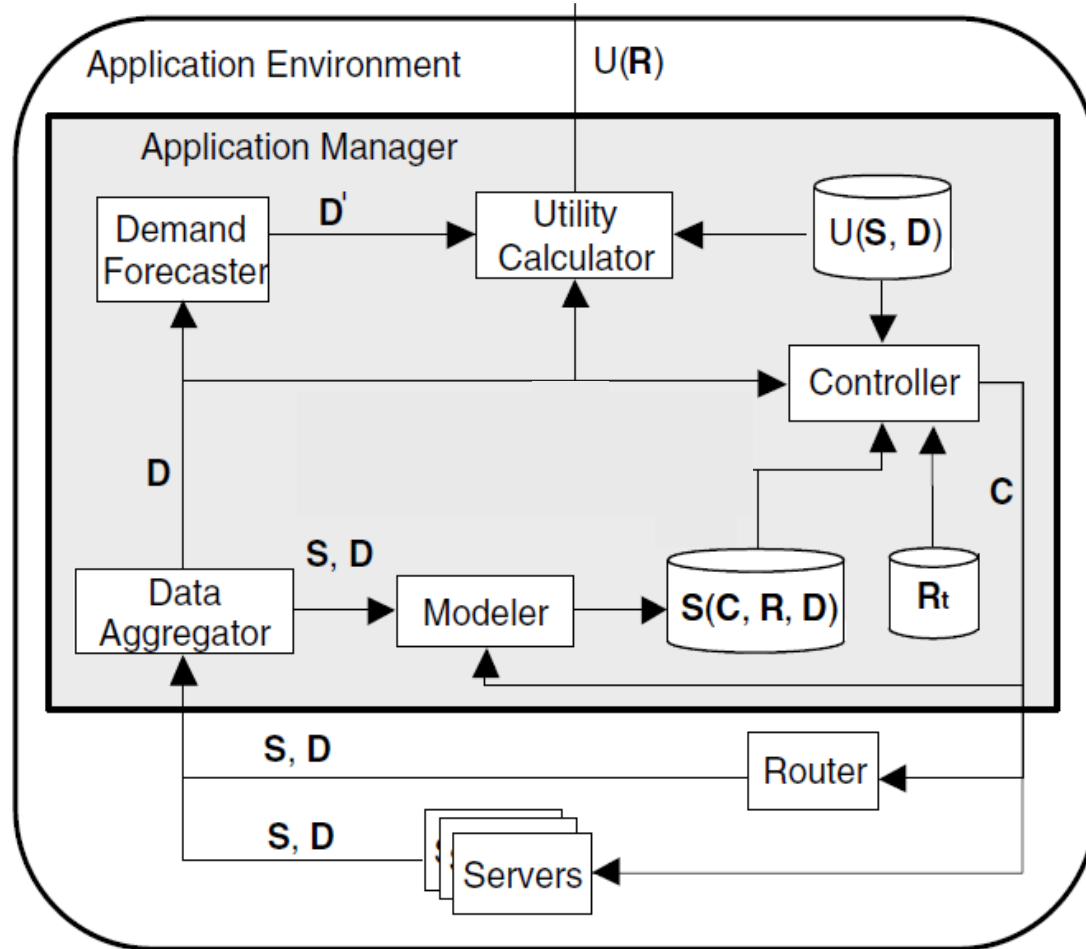 Application Environment
U(R)
Application Manager
Demand
Forecaster
D'
Utility
Calculator
U(S, D)
Controller
D
C
S, D
Data
Aggregator
Modeler
S(C, R, D)
Rt
S, D
Router
S, D
Servers